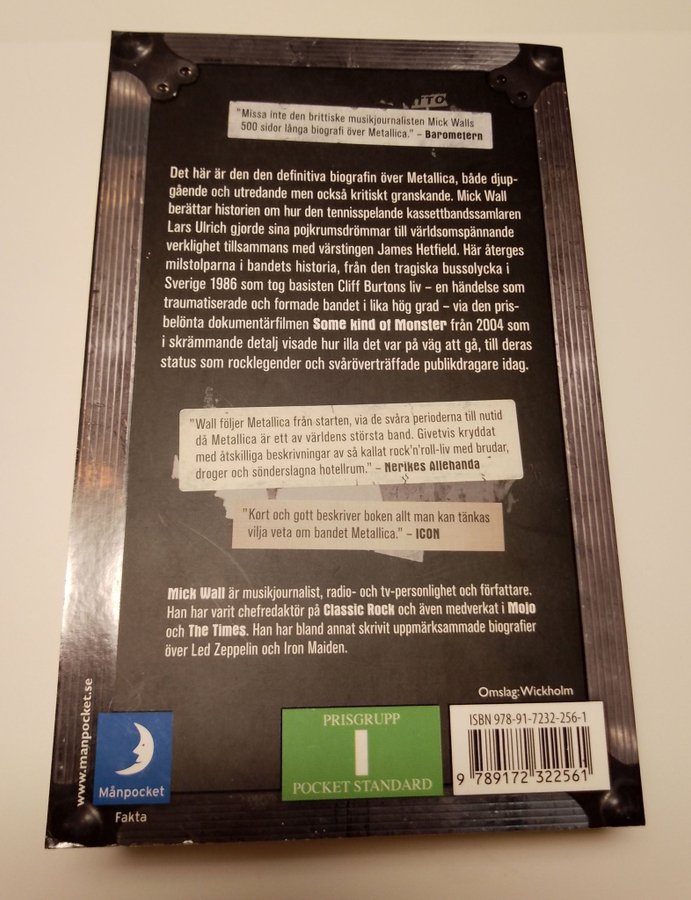 TTO
"Missa inte den brittiske musikjournalisten Mick Walls
500 sidor långa biografi över Metallica." – Barometern
Det här är den den definitiva biografin över Metallica, både djup-
gående och utredande men också kritiskt granskande. Mick Wall
berättar historien om hur den tennisspelande kassettbandssamlaren
Lars Ulrich gjorde sina pojkrumsdrömmar till världsomspännande
verklighet tillsammans med värstingen James Hetfield. Här återges
milstolparna i bandets historia, från den tragiska bussolycka i
Sverige 1986 som tog basisten Cliff Burtons liv – en händelse som
traumatiserade och formade bandet i lika hög grad – via den pris-
belönta dokumentärfilmen Some kind of Monster från 2004 som
i skrämmande detalj visade hur illa det var på väg att gå, till deras
status som rocklegender och svåröverträffade publikdragare idag.
"Wall följer Metallica från starten, via de svåra perioderna till nutid
då Metallica är ett av världens största band. Givetvis kryddat
med åtskilliga beskrivningar av så kallat rock'n'roll-liv med brudar,
droger och sönderslagna hotellrum." – Nerikes Allehanda
"Kort och gott beskriver boken allt man kan tänkas
vilja veta om bandet Metallica." – ICON
Mick Wall är musikjournalist, radio- och tv-personlighet och författare.
Han har varit chefredaktör på Classic Rock och även medverkat i Mojo
och The Times. Han har bland annat skrivit uppmärksammade biografier
över Led Zeppelin och Iron Maiden.
www.manpocket.se
Månpocket
Fakta
PRISGRUPP
1
POCKET STANDARD
Omslag: Wickholm
ISBN 978-91-7232-256-1
9 789172 322561